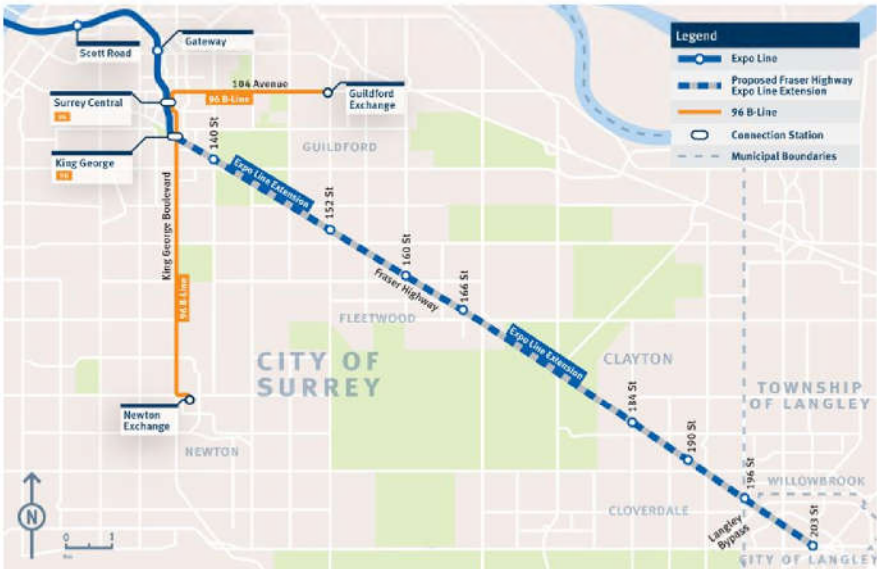 Scott Road
Gateway
Surrey Central
96
King George
96
104 Avenue
96 B-Line
Guildford
Exchange
GUILDFORD
140 St
Expo Line Extension
152 St
King George Boulevard
160 St
Fraser Highway
166 St
96 B-Line
FLEETWOOD
Expo Line Extension
CITY OF
SURREY
CLAYTON
Newton
Exchange
NEWTON
184 St
190 St
TOWNSHIP
OF LANGLEY
196 St
WILLOWBROOK
CLOVERDALE
Langley
Bypass
203 St
CITY OF LANGLEY
N
0 1
Legend
Expo Line
Proposed Fraser Highway
Expo Line Extension
96 B-Line
Connection Station
Municipal Boundaries